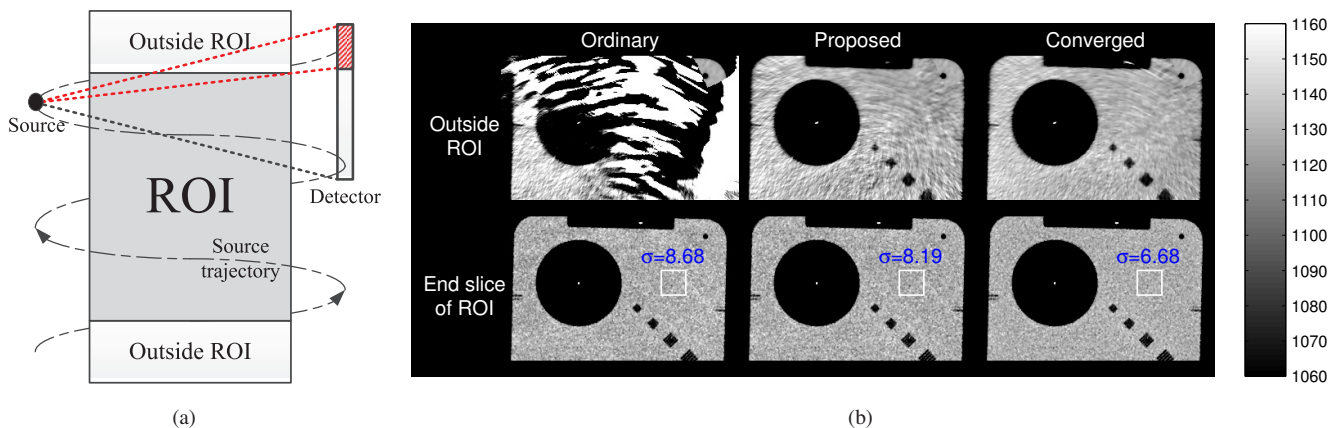 Outside ROI
Source
ROI
Detector
Source
trajectory
Outside ROI
(a)
Ordinary
Proposed
Converged
Outside
ROI
σ=8.68
σ=8.19
σ=6.68
End slice
of ROI
(b)
1160
1150
1140
1130
1120
1110
1100
1090
1080
1070
1060